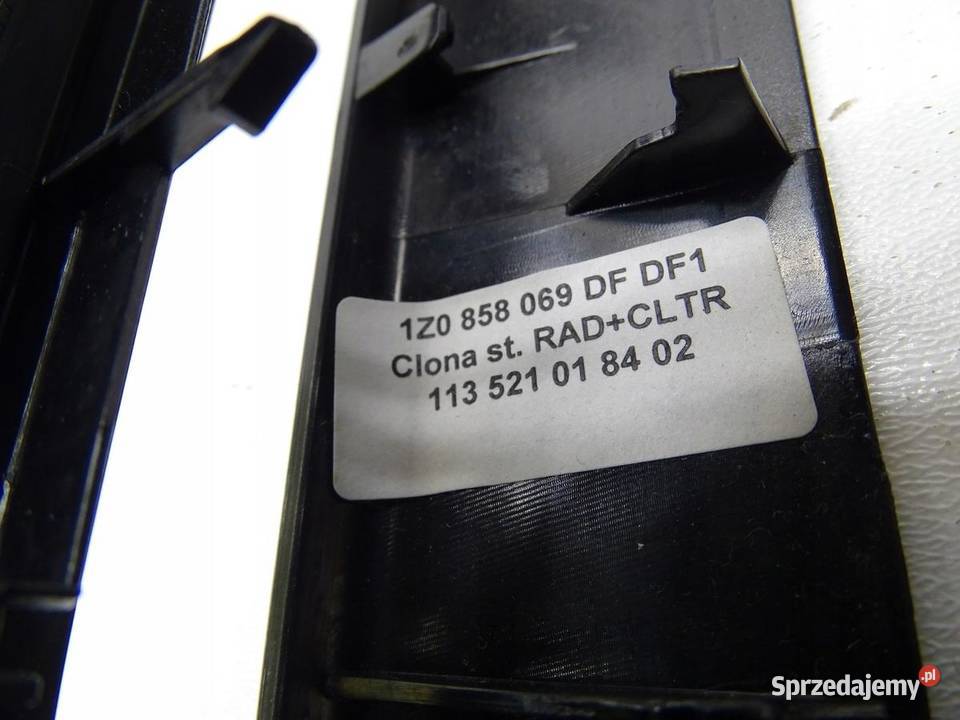 1Z0 858 069 DF DF1
Clona st. RAD+CLTR
113 521 01 84 02
Sprzedajemy.pl